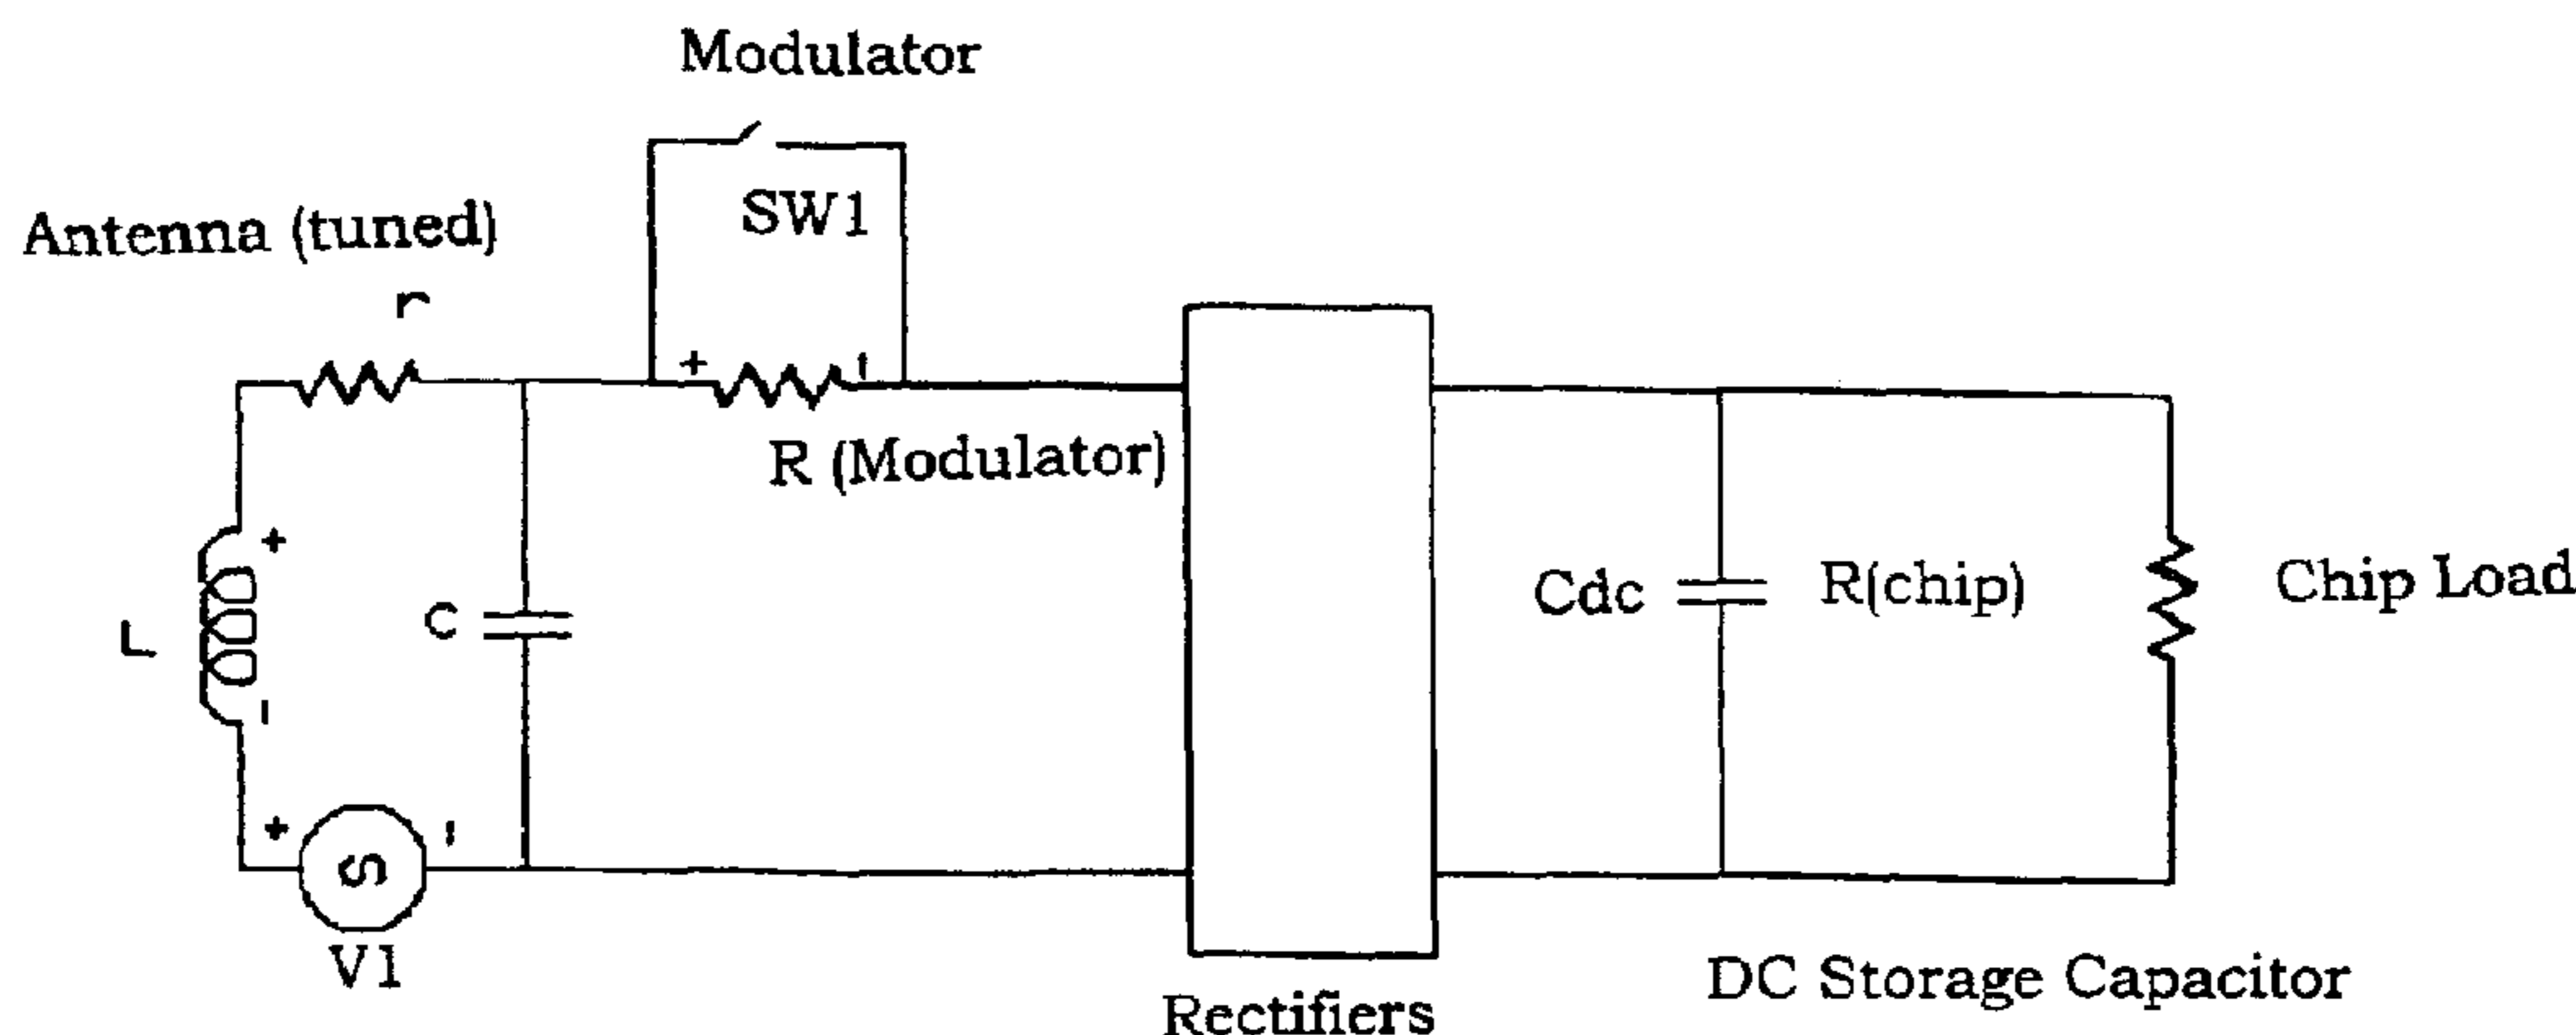 Modulator
SW1
Antenna (tuned)
r
+ -
R (Modulator)
+
L
-
C
Cdc
R(chip)
Chip Load
+ -
S
V1
Rectifiers
DC Storage Capacitor